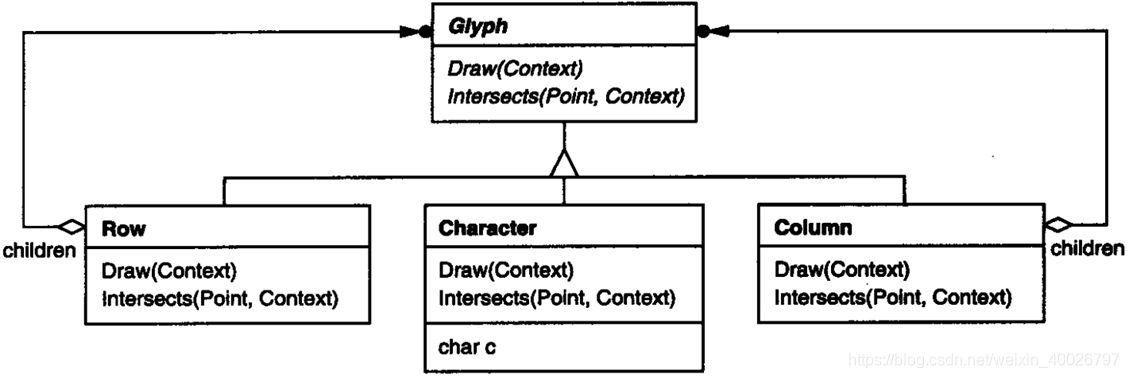 Glyph
Draw(Context)
Intersects(Point, Context)
children
Row
Draw(Context)
Intersects(Point, Context)
Character
Draw(Context)
Intersects(Point, Context)
char c
Column
Draw(Context)
Intersects(Point, Context)
children
https://blog.csdn.net/weixin_40026797